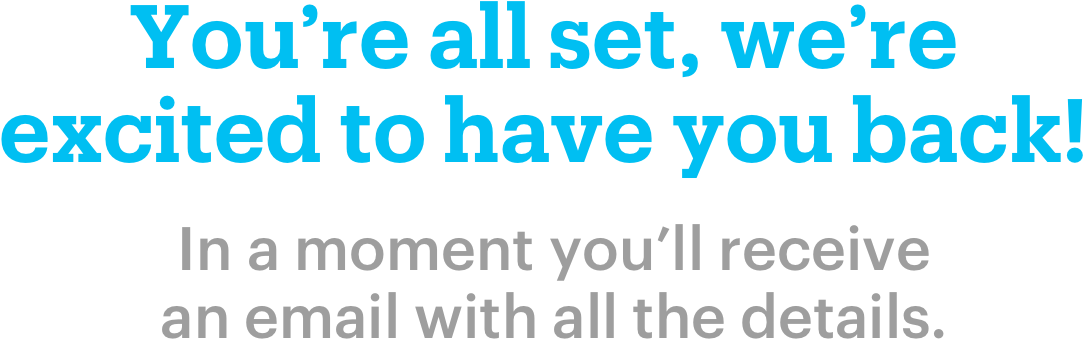 You’re all set, we’re
excited to have you back!
In a moment you’ll receive
an email with all the details.